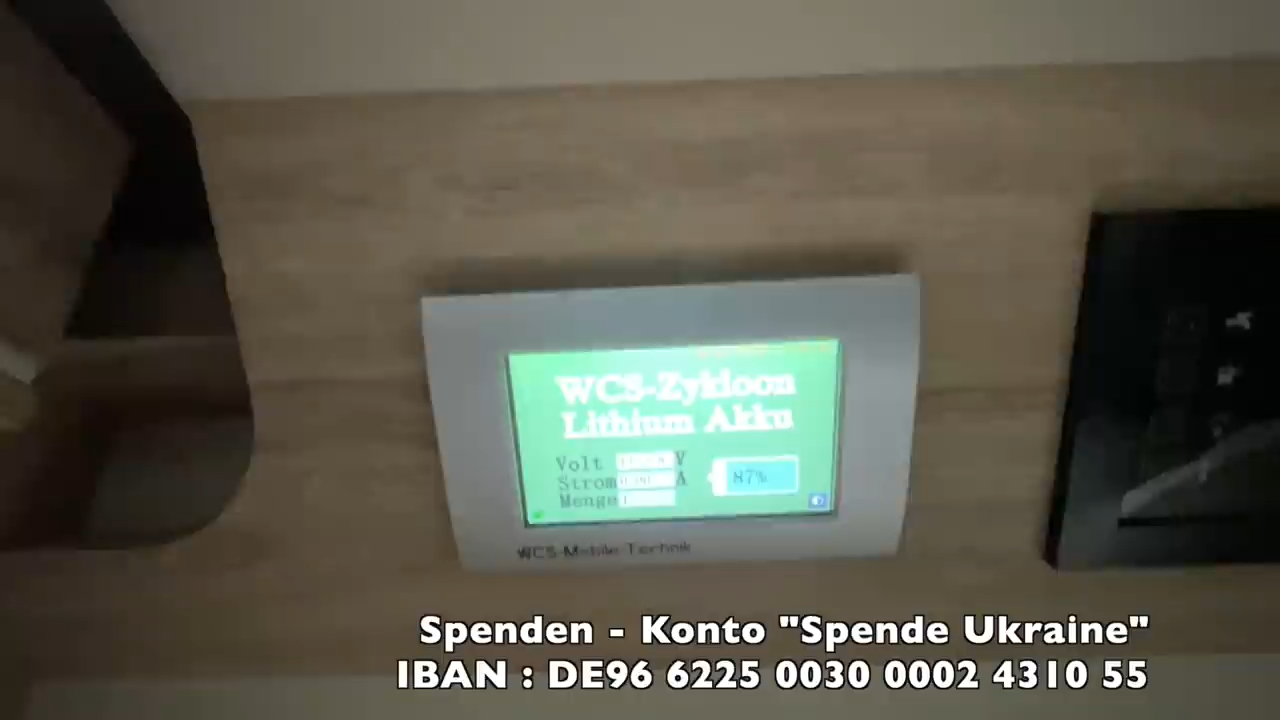 WCS-Zykloon
Lithium Akku
Volt V
Strom A
Menge
87%
WCS-Mobile-Technik
Spenden - Konto "Spende Ukraine"
IBAN : DE96 6225 0030 0002 4310 55